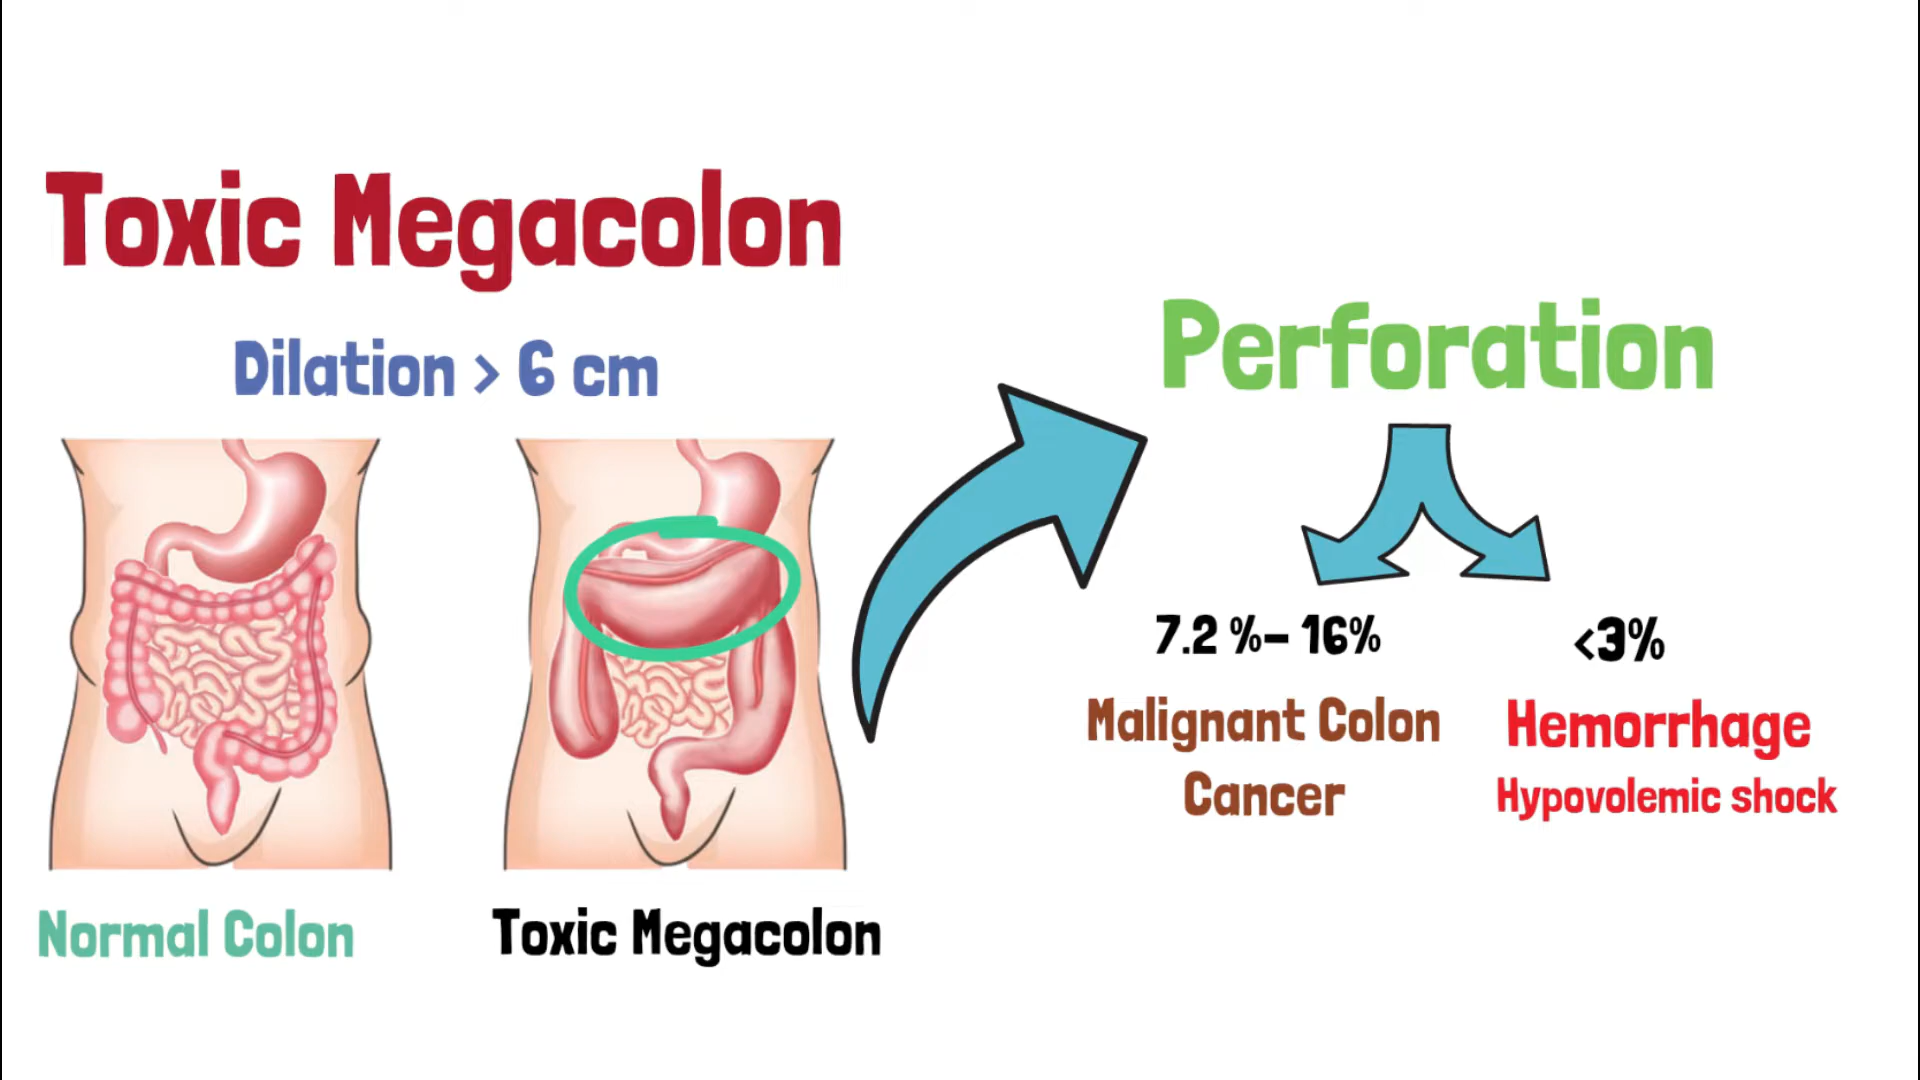 Toxic Megacolon
Dilation > 6 cm
Normal Colon
Toxic Megacolon
Perforation
7.2 %– 16%
Malignant Colon
Cancer
<3%
Hemorrhage
Hypovolemic shock